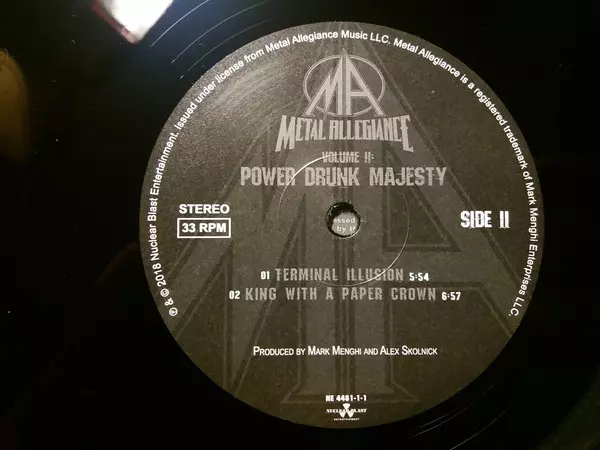 ℗ & © 2018 Nuclear Blast Entertainment. Issued under license from Metal Allegiance Music LLC. Metal Allegiance is a registered trademark of Mark Menghi Enterprises LLC.
MA
METAL ALLEGIANCE
VOLUME II:
POWER DRUNK MAJESTY
STEREO
33 RPM
SIDE II
01 TERMINAL ILLUSION 5:54
02 KING WITH A PAPER CROWN 6:57
PRODUCED BY MARK MENGHI AND ALEX SKOLNICK
NE 4481-1-1
NUCLEAR BLAST
ENTERTAINMENT